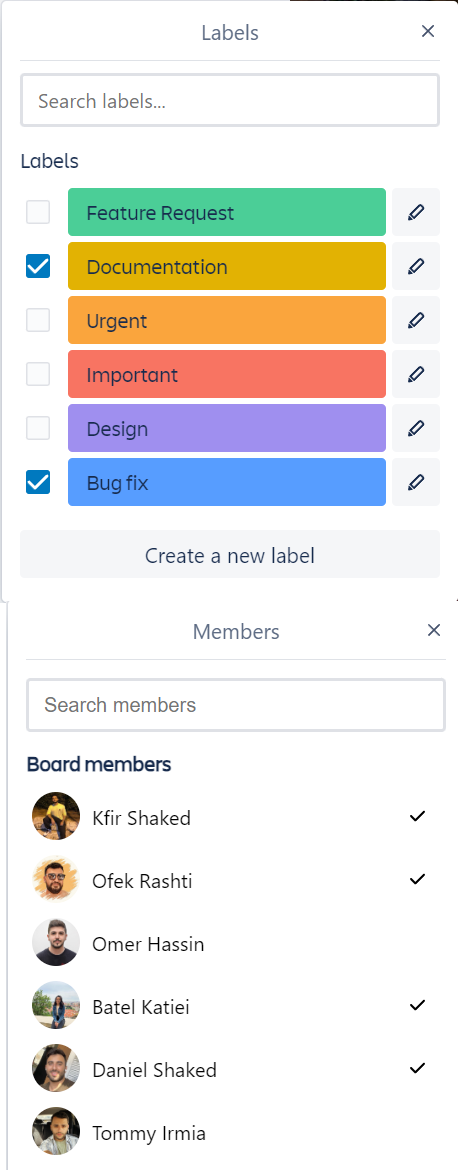 Labels
Search labels...
Labels
Feature Request
Documentation
Urgent
Important
Design
Bug fix
Create a new label
Members
Search members
Board members
Kfir Shaked
Ofek Rashti
Omer Hassin
Batel Katiei
Daniel Shaked
Tommy Irmia